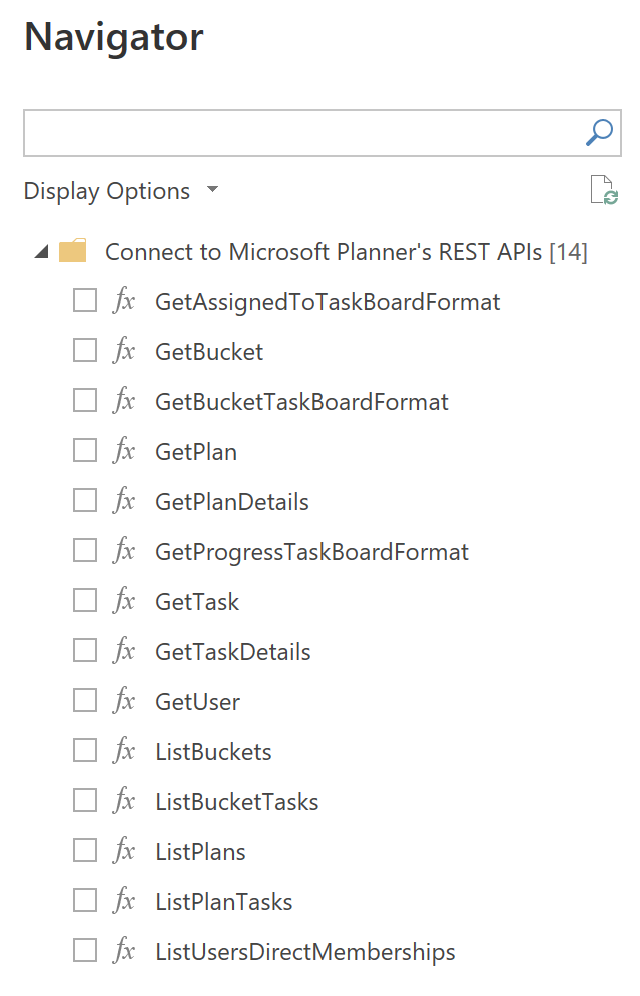 Navigator
Display Options
Connect to Microsoft Planner's REST APIs [14]
fx GetAssignedToTaskBoardFormat
fx GetBucket
fx GetBucketTaskBoardFormat
fx GetPlan
fx GetPlanDetails
fx GetProgressTaskBoardFormat
fx GetTask
fx GetTaskDetails
fx GetUser
fx ListBuckets
fx ListBucketTasks
fx ListPlans
fx ListPlanTasks
fx ListUsersDirectMemberships